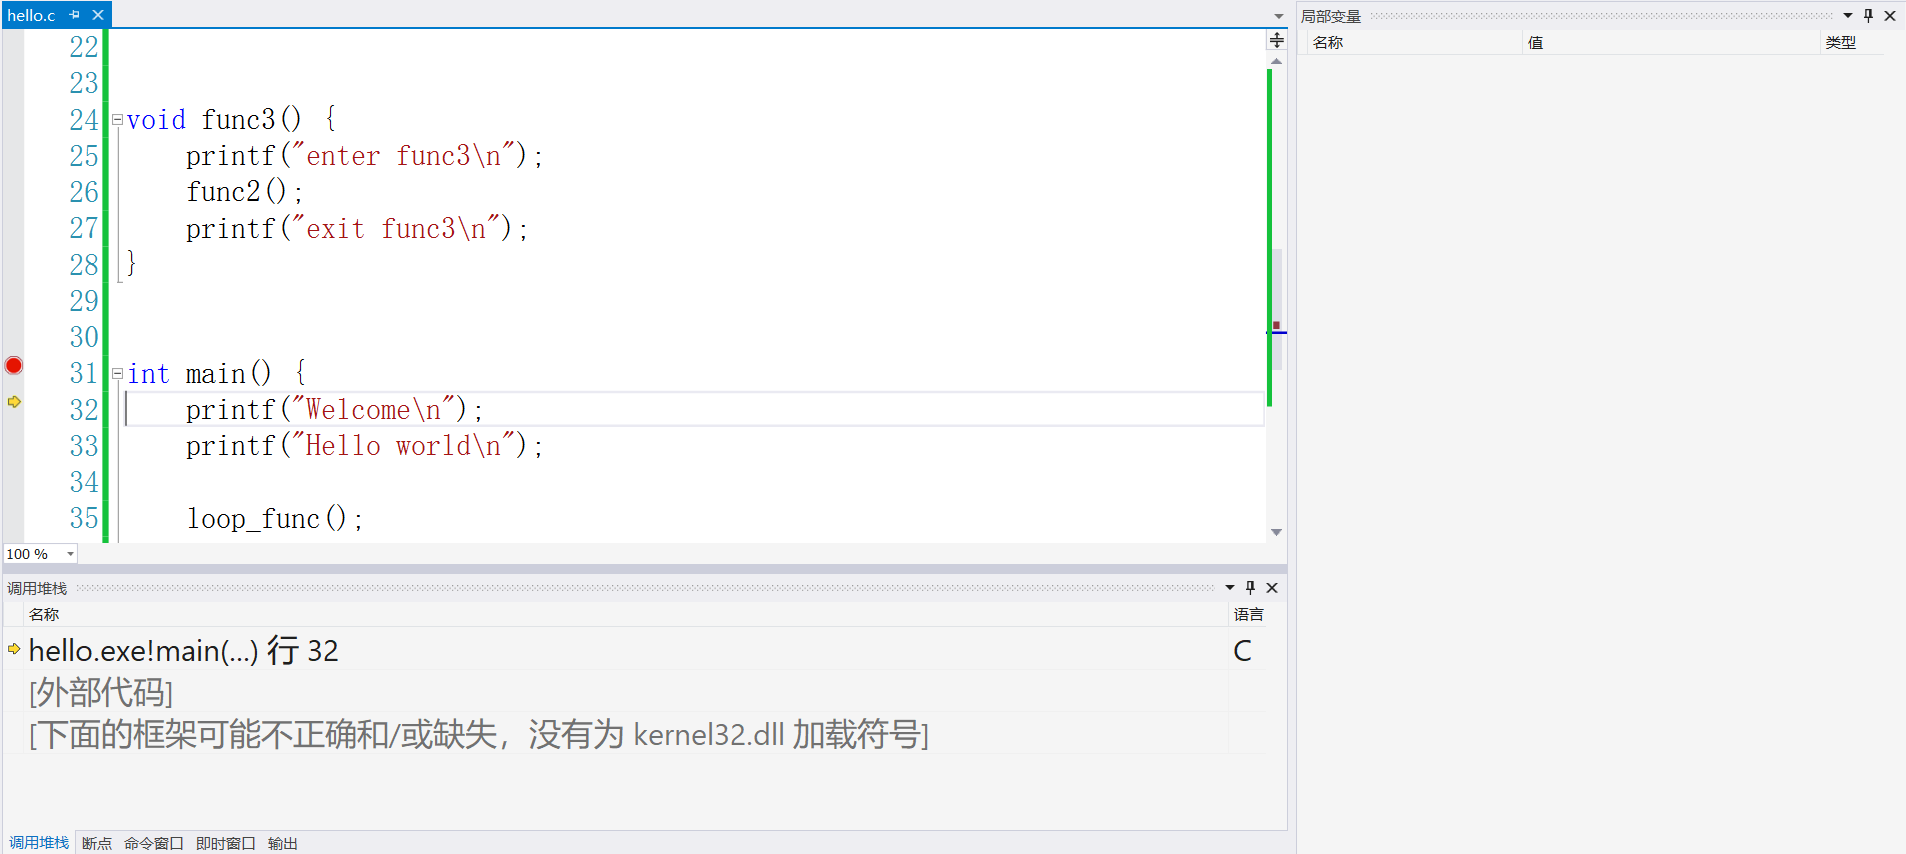 hello.c
22
23
24 void func3() {
25 printf("enter func3\n");
26 func2();
27 printf("exit func3\n");
28 }
29
30
31 int main() {
32 printf("Welcome\n");
33 printf("Hello world\n");
34
35 loop_func();
100 %
调用堆栈
名称 语言
hello.exe!main(...) 行 32 C
[外部代码]
[下面的框架可能不正确和/或缺失，没有为 kernel32.dll 加载符号]
调用堆栈 断点 命令窗口 即时窗口 输出
局部变量
名称 值 类型